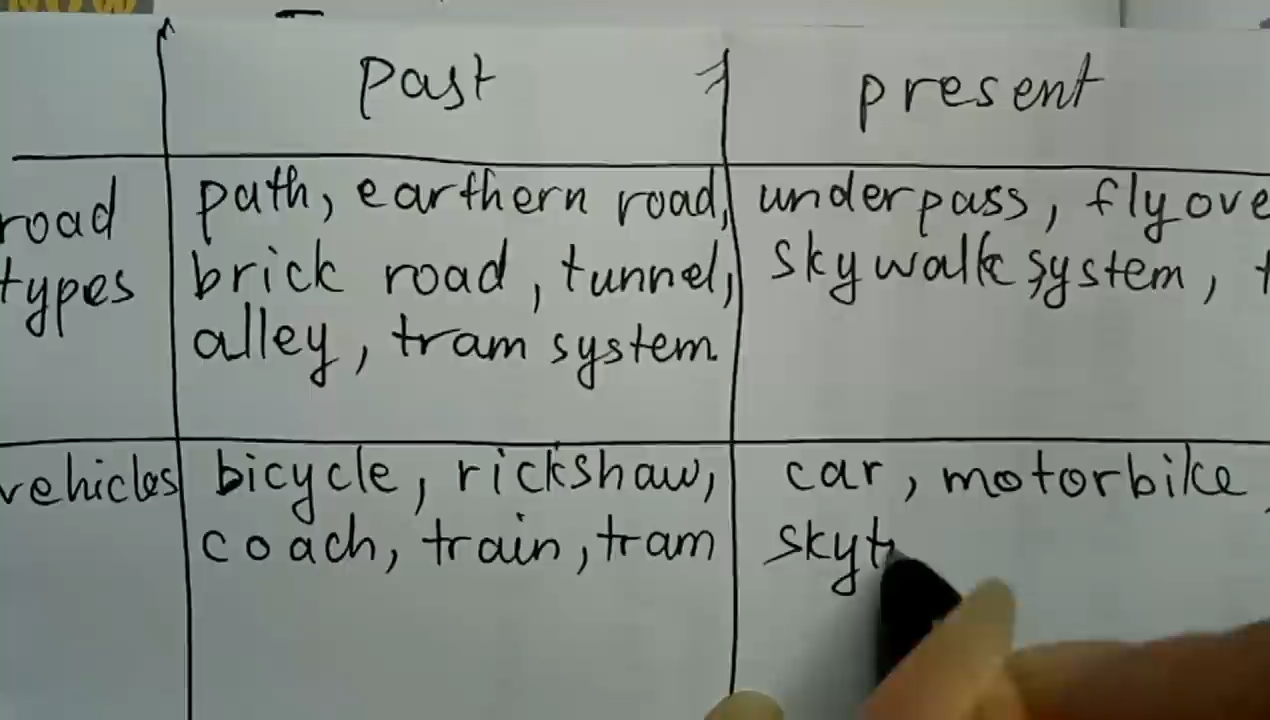 past present
road path, earthern road, underpass, flyove
types brick road, tunnel, skywalk system, t
alley, tram system
vehicles bicycle, rickshaw, car, motorbike,
coach, train, tram skyt